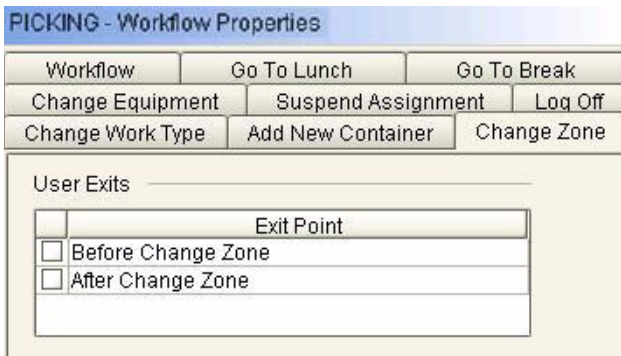 PICKING - Workflow Properties
Workflow Go To Lunch Go To Break
Change Equipment Suspend Assignment Log Off
Change Work Type Add New Container Change Zone
User Exits
Exit Point
Before Change Zone
After Change Zone